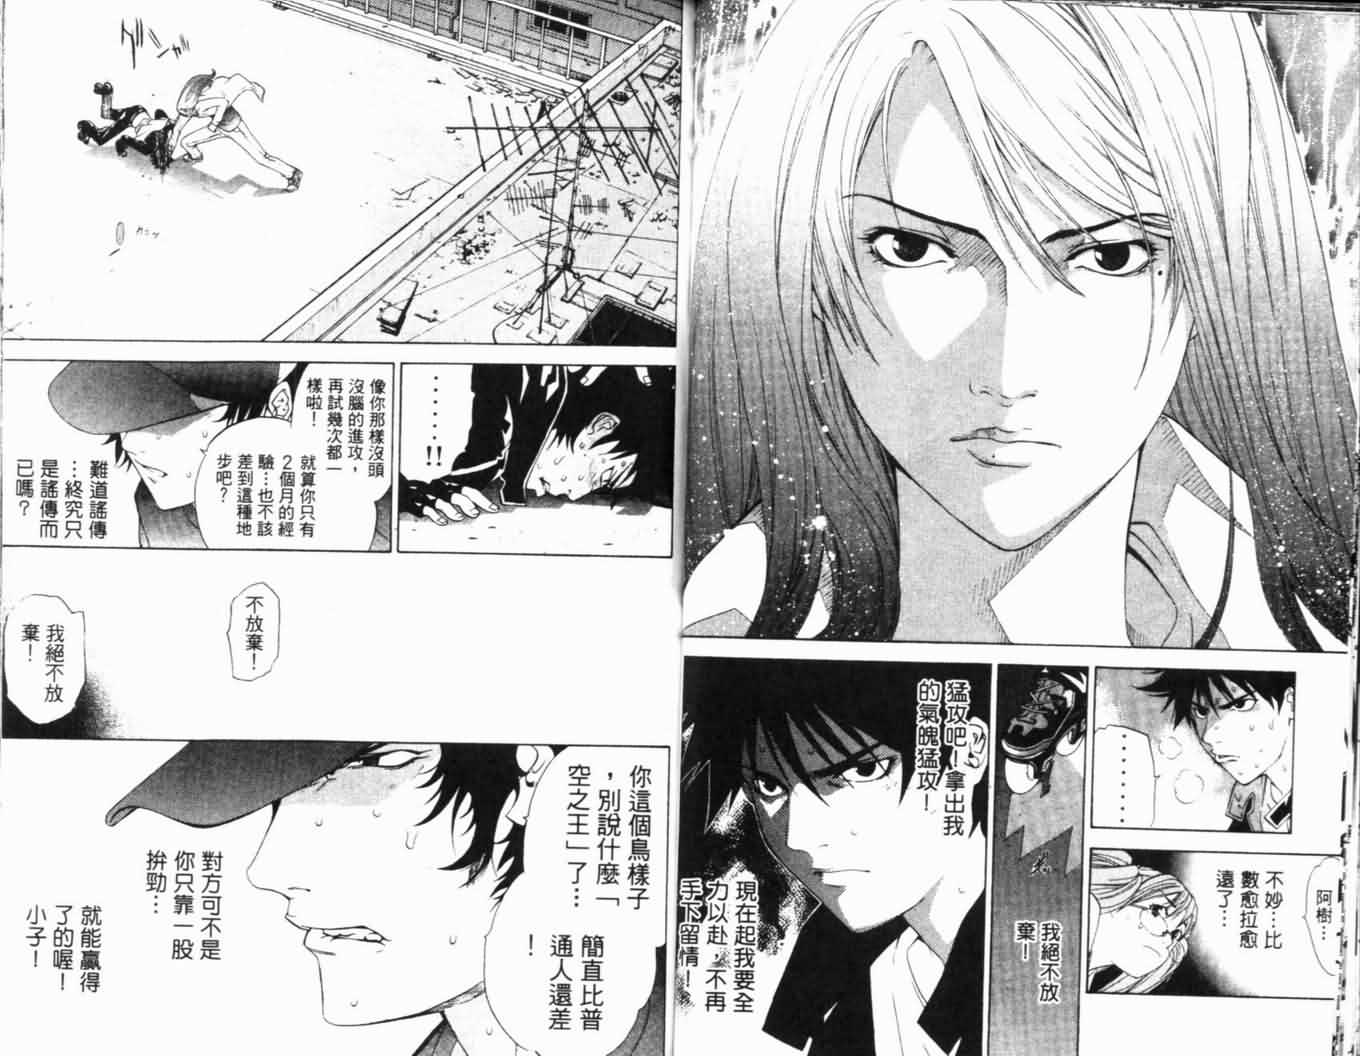 阿樹…
不妙…比
數愈拉愈
遠了…
………
我絕不放
棄！
猛攻吧！拿出我
的氣魄猛攻！
現在起我要全
力以赴，不再
手下留情！
……!!
像你那樣沒頭
沒腦的進攻，
再試幾次都一
樣啦！
就算你只有
2個月的經
驗…也不該
差到這種地
步吧？
難道謠傳
…終究只
是謠傳而
已嗎？
不放棄！
我絕不放
棄！
你這個鳥樣子
，別說什麼「
空之王」了…
簡直比普
通人還差
！
對方可不是
你只靠一股
拚勁…
就能贏得
了的喔！
小子！